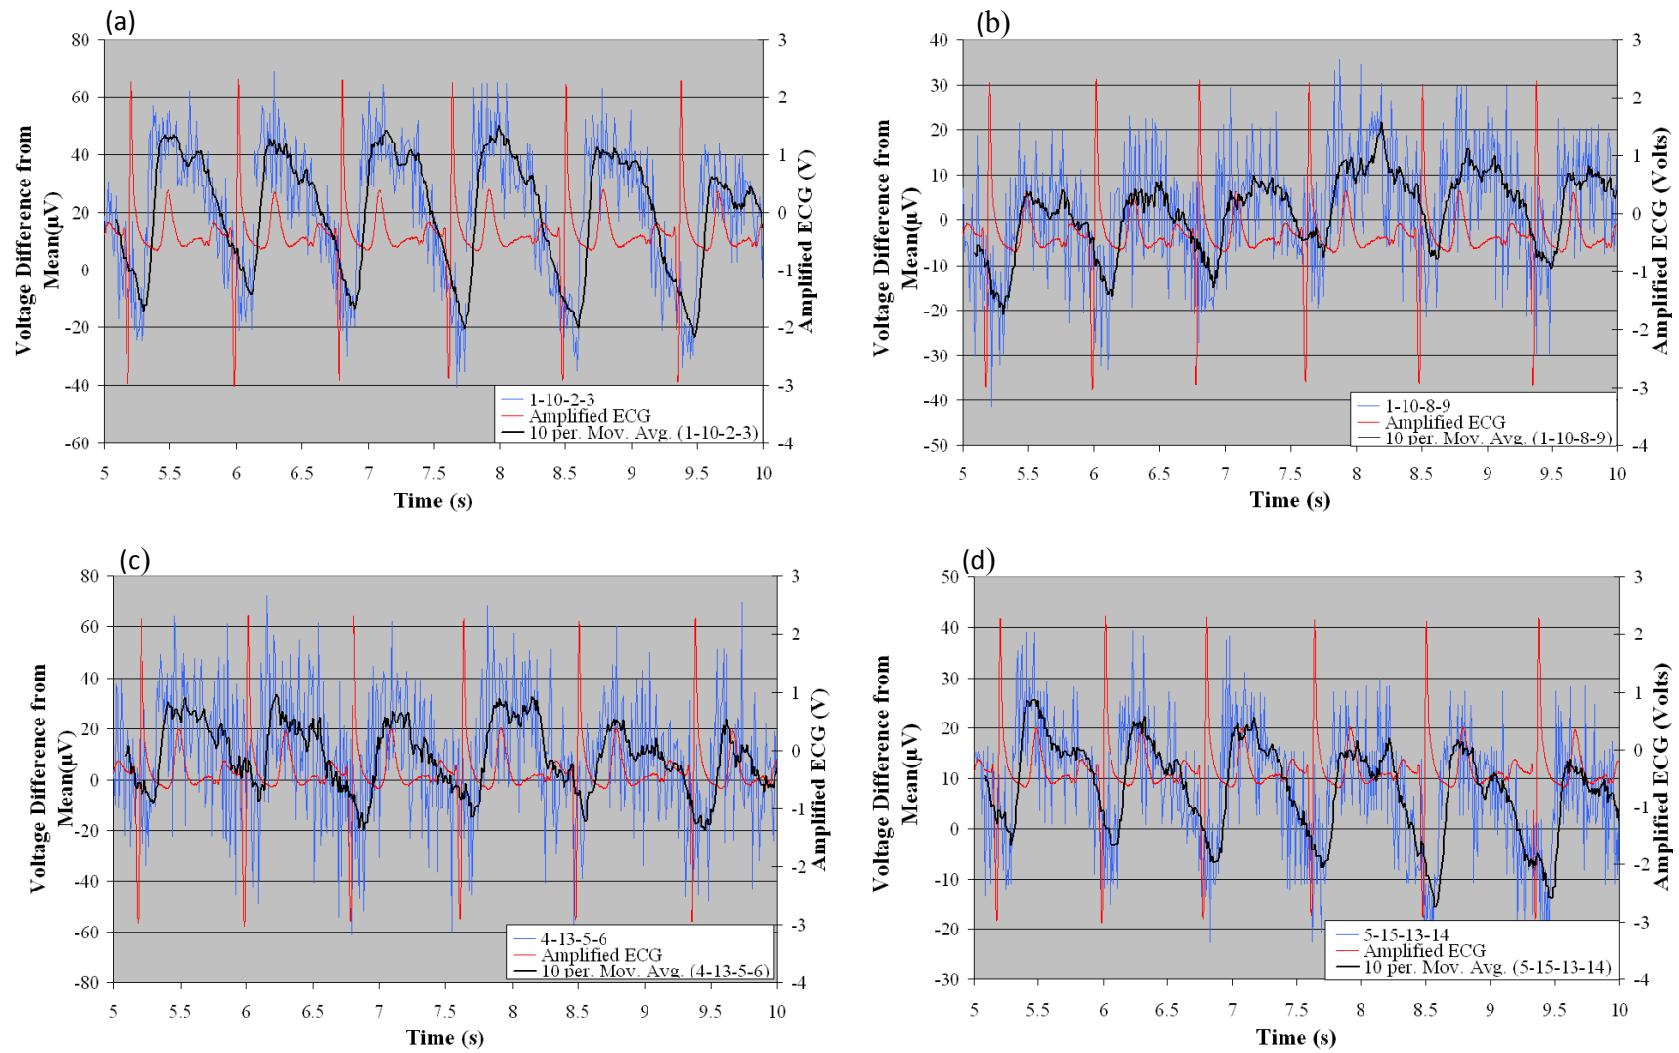 (a)
80
60
40
20
0
-20
-40
-60
3
2
1
0
-1
-2
-3
-4
Voltage Difference from
Mean(µV)
Amplified ECG (V)
1-10-2-3
Amplified ECG
10 per. Mov. Avg. (1-10-2-3)
5 5.5 6 6.5 7 7.5 8 8.5 9 9.5 10
Time (s)
(b)
40
30
20
10
0
-10
-20
-30
-40
-50
3
2
1
0
-1
-2
-3
-4
Voltage Difference from
Mean(µV)
Amplified ECG (Volts)
1-10-8-9
Amplified ECG
10 per. Mov. Avg. (1-10-8-9)
5 5.5 6 6.5 7 7.5 8 8.5 9 9.5 10
Time (s)
(c)
80
60
40
20
0
-20
-40
-60
-80
3
2
1
0
-1
-2
-3
-4
Voltage Difference from
Mean(µV)
Amplified ECG (V)
4-13-5-6
Amplified ECG
10 per. Mov. Avg. (4-13-5-6)
5 5.5 6 6.5 7 7.5 8 8.5 9 9.5 10
Time (s)
(d)
50
40
30
20
10
0
-10
-20
-30
3
2
1
0
-1
-2
-3
-4
Voltage Difference from
Mean(µV)
Amplified ECG (Volts)
5-15-13-14
Amplified ECG
10 per. Mov. Avg. (5-15-13-14)
5 5.5 6 6.5 7 7.5 8 8.5 9 9.5 10
Time (s)